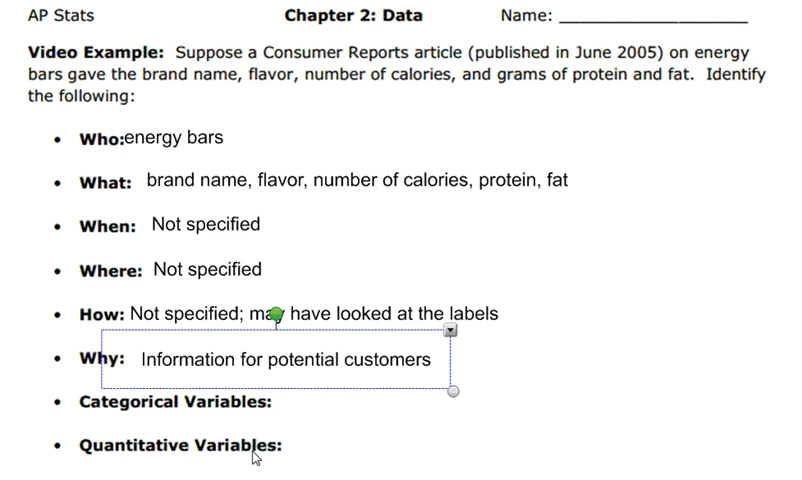 AP Stats Chapter 2: Data Name: ____________________
Video Example: Suppose a Consumer Reports article (published in June 2005) on energy
bars gave the brand name, flavor, number of calories, and grams of protein and fat. Identify
the following:
• Who:energy bars
• What: brand name, flavor, number of calories, protein, fat
• When: Not specified
• Where: Not specified
• How: Not specified; may have looked at the labels
• Why: Information for potential customers
• Categorical Variables:
• Quantitative Variables: